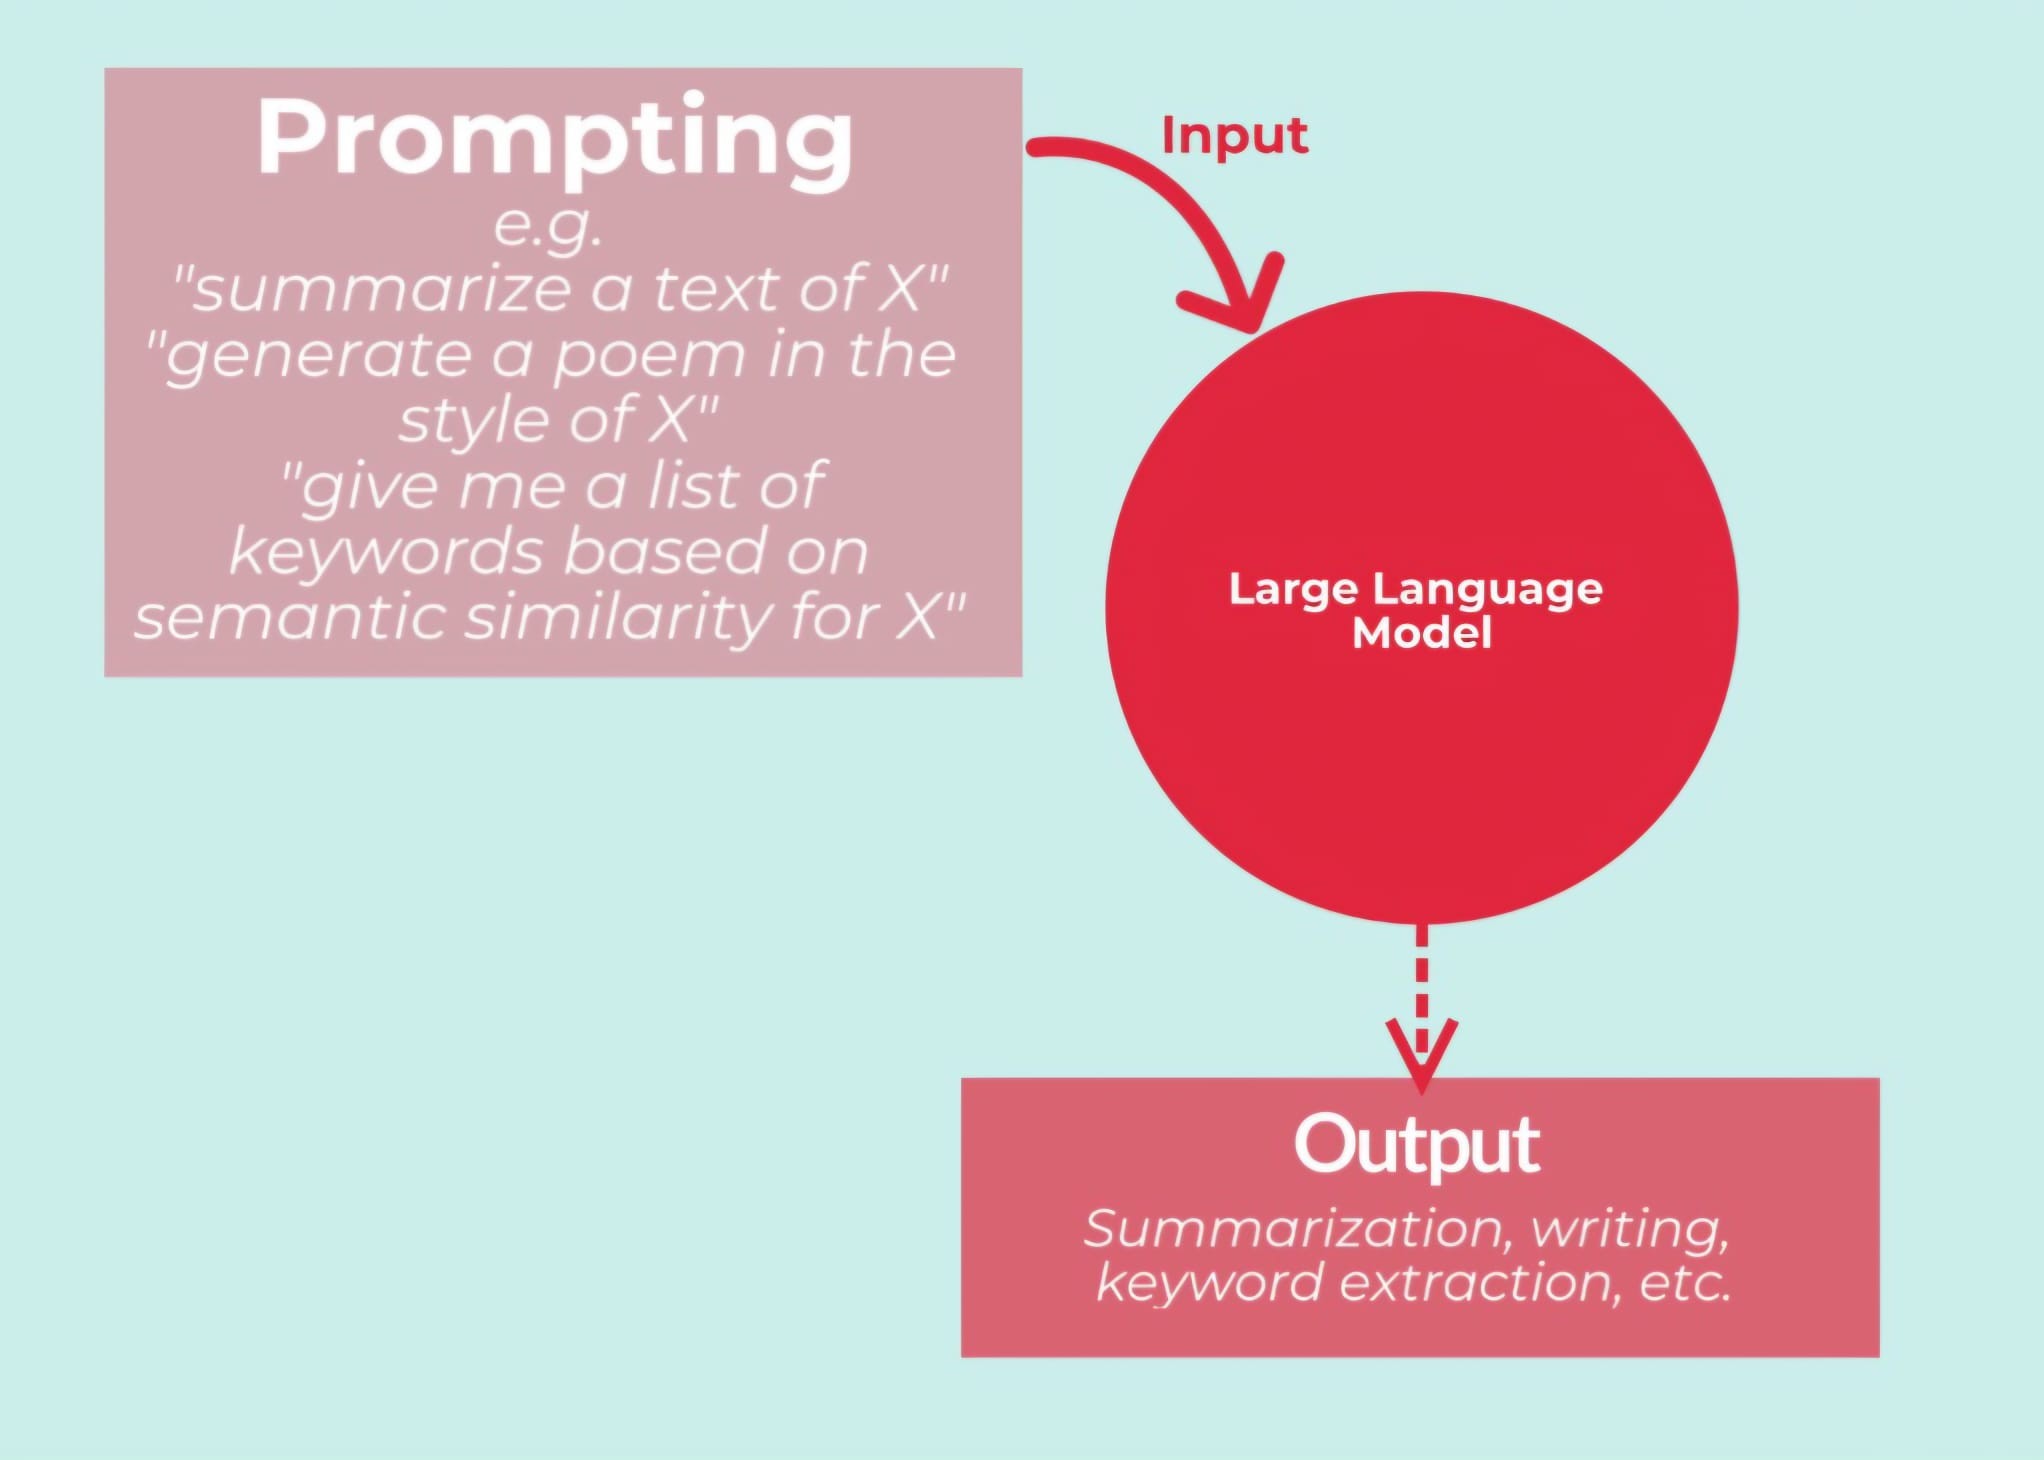 Prompting
e.g.
"summarize a text of X"
"generate a poem in the
style of X"
"give me a list of
keywords based on
semantic similarity for X"
Input
Large Language
Model
Output
Summarization, writing,
keyword extraction, etc.